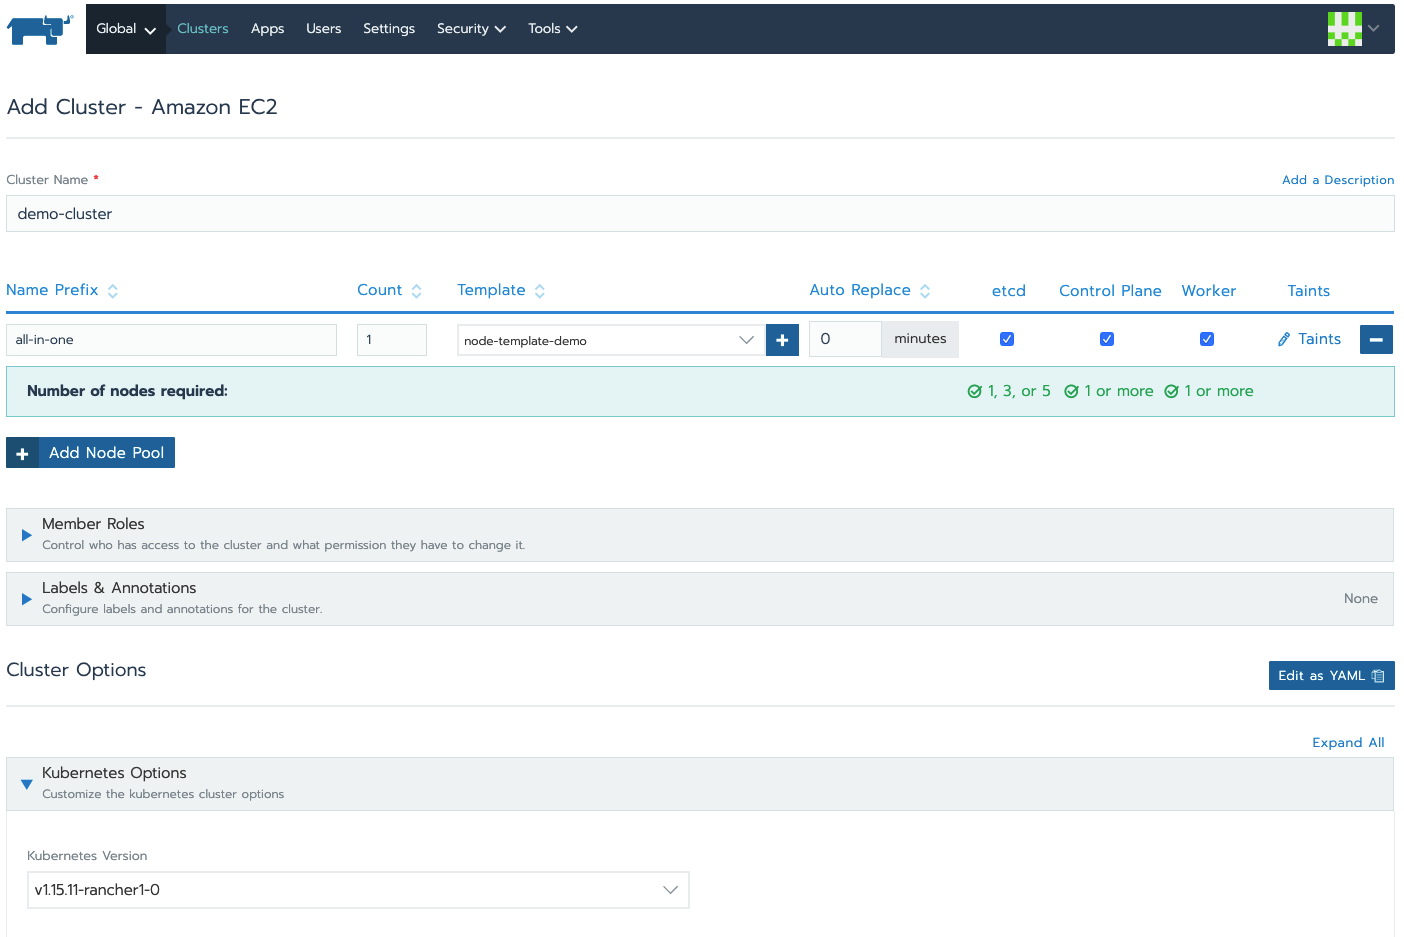 Global Clusters Apps Users Settings Security Tools
Add Cluster - Amazon EC2
Cluster Name * Add a Description
demo-cluster
Name Prefix Count Template Auto Replace etcd Control Plane Worker Taints
all-in-one 1 node-template-demo + 0 minutes Taints
Number of nodes required: 1, 3, or 5 1 or more 1 or more
+ Add Node Pool
Member Roles
Control who has access to the cluster and what permission they have to change it.
Labels & Annotations
Configure labels and annotations for the cluster. None
Cluster Options Edit as YAML
Expand All
Kubernetes Options
Customize the kubernetes cluster options
Kubernetes Version
v1.15.11-rancher1-0